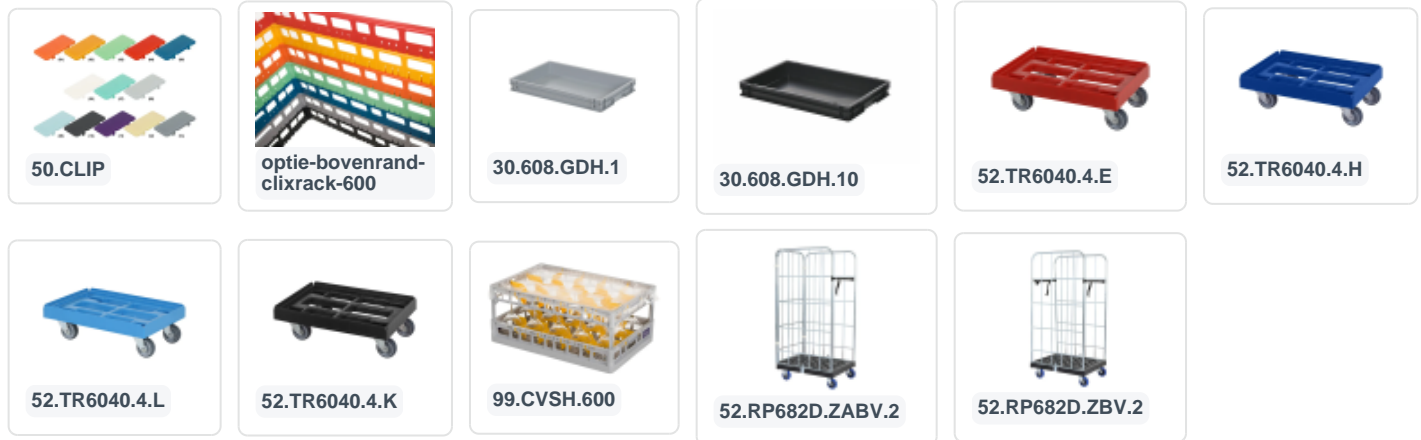 50.CLIP
optie-bovenrand-
clixrack-600
30.608.GDH.1
30.608.GDH.10
52.TR6040.4.E
52.TR6040.4.H
52.TR6040.4.L
52.TR6040.4.K
99.CVSH.600
52.RP682D.ZABV.2
52.RP682D.ZBV.2